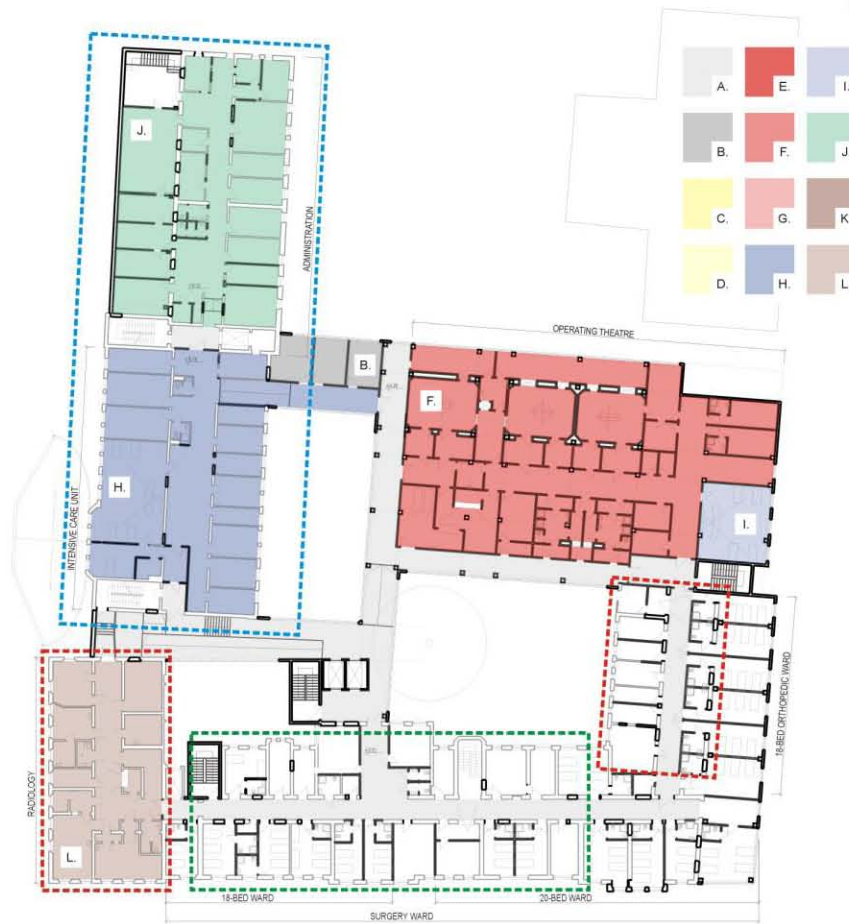 A.
E.
I.
B.
F.
J.
C.
G.
K.
D.
H.
L.
J.
ADMINISTRATION
OPERATING THEATRE
B.
F.
H.
INTENSIVE CARE UNIT
I.
18-BED ORTHOPEDIC WARD
RADIOLOGY
L.
18-BED WARD
20-BED WARD
SURGERY WARD